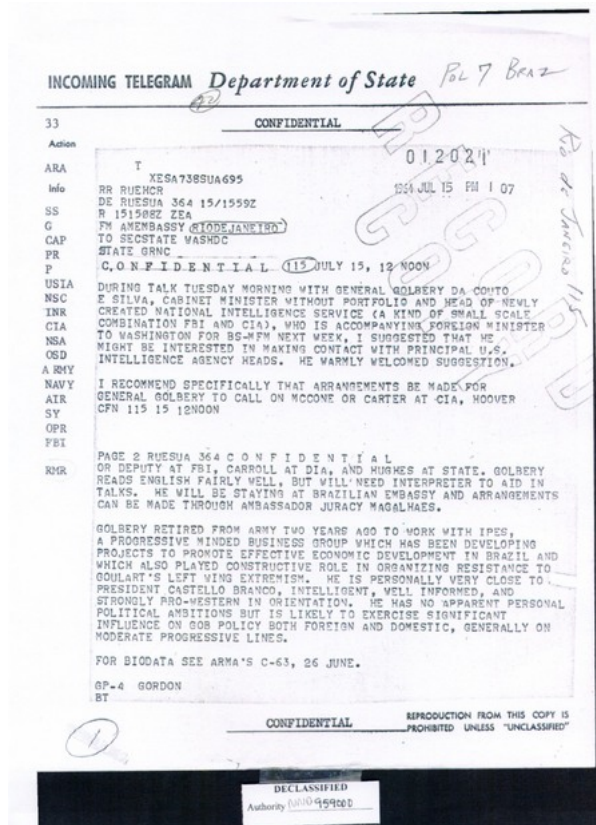 INCOMING TELEGRAM Department of State POL 7 BRAZ
22
33 CONFIDENTIAL
Action
ARA
Info
SS
G
CAP
PR
P
USIA
NSC
INR
CIA
NSA
OSD
ARMY
NAVY
AIR
SY
OPR
FBI
RMR
RECORD COPY
Rio de JANEIRO 115
012021
1964 JUL 15 PM 1 07
T
XESA738SUA695
RR RUEHCR
DE RUESUA 364 15/1559Z
R 151508Z ZEA
FM AMEMBASSY RIODEJANEIRO
TO SECSTATE WASHDC
STATE GRNC
C O N F I D E N T I A L 115 JULY 15, 12 NOON
DURING TALK TUESDAY MORNING WITH GENERAL GOLBERY DA COUTO
E SILVA, CABINET MINISTER WITHOUT PORTFOLIO AND HEAD OF NEWLY
CREATED NATIONAL INTELLIGENCE SERVICE (A KIND OF SMALL SCALE
COMBINATION FBI AND CIA), WHO IS ACCOMPANYING FOREIGN MINISTER
TO WASHINGTON FOR BS-MFM NEXT WEEK, I SUGGESTED THAT HE
MIGHT BE INTERESTED IN MAKING CONTACT WITH PRINCIPAL U.S.
INTELLIGENCE AGENCY HEADS. HE WARMLY WELCOMED SUGGESTION.
I RECOMMEND SPECIFICALLY THAT ARRANGEMENTS BE MADE FOR
GENERAL GOLBERY TO CALL ON MCCONE OR CARTER AT CIA, HOOVER
CFN 115 15 12NOON
PAGE 2 RUESUA 364 C O N F I D E N T I A L
OR DEPUTY AT FBI, CARROLL AT DIA, AND HUGHES AT STATE. GOLBERY
READS ENGLISH FAIRLY WELL, BUT WILL NEED INTERPRETER TO AID IN
TALKS. HE WILL BE STAYING AT BRAZILIAN EMBASSY AND ARRANGEMENTS
CAN BE MADE THROUGH AMBASSADOR JURACY MAGALHAES.
GOLBERY RETIRED FROM ARMY TWO YEARS AGO TO WORK WITH IPES,
A PROGRESSIVE MINDED BUSINESS GROUP WHICH HAS BEEN DEVELOPING
PROJECTS TO PROMOTE EFFECTIVE ECONOMIC DEVELOPMENT IN BRAZIL AND
WHICH ALSO PLAYED CONSTRUCTIVE ROLE IN ORGANIZING RESISTANCE TO
GOULART'S LEFT WING EXTREMISM. HE IS PERSONALLY VERY CLOSE TO
PRESIDENT CASTELLO BRANCO, INTELLIGENT, WELL INFORMED, AND
STRONGLY PRO-WESTERN IN ORIENTATION. HE HAS NO APPARENT PERSONAL
POLITICAL AMBITIONS BUT IS LIKELY TO EXERCISE SIGNIFICANT
INFLUENCE ON GOB POLICY BOTH FOREIGN AND DOMESTIC, GENERALLY ON
MODERATE PROGRESSIVE LINES.
FOR BIODATA SEE ARMA'S C-63, 26 JUNE.
GP-4 GORDON
BT
1
CONFIDENTIAL
REPRODUCTION FROM THIS COPY IS
PROHIBITED UNLESS "UNCLASSIFIED"
DECLASSIFIED
Authority